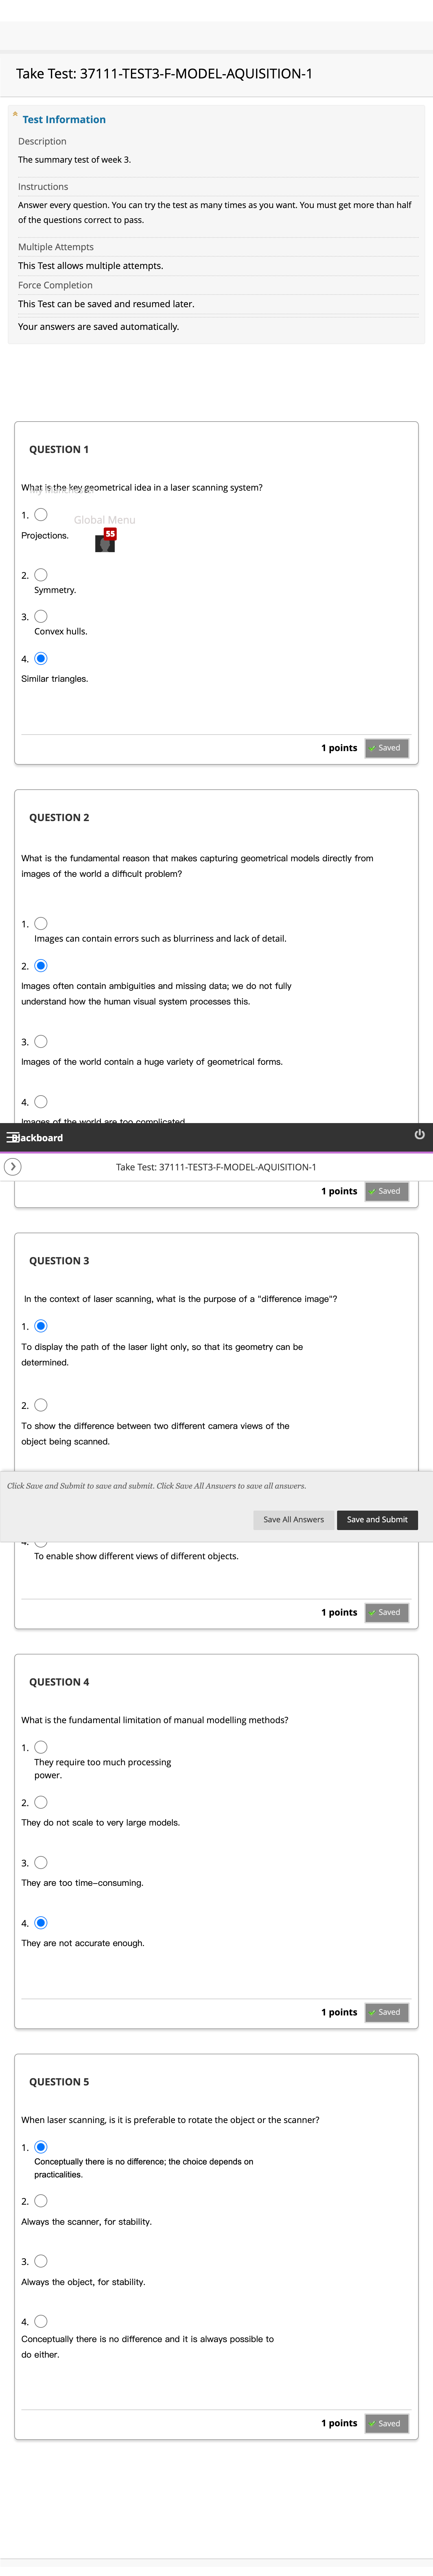 Take Test: 37111-TEST3-F-MODEL-AQUISITION-1
Test Information
Description
The summary test of week 3.
Instructions
Answer every question. You can try the test as many times as you want. You must get more than half
of the questions correct to pass.
Multiple Attempts
This Test allows multiple attempts.
Force Completion
This Test can be saved and resumed later.
Your answers are saved automatically.
QUESTION 1
What is the key geometrical idea in a laser scanning system?
1.
Global Menu
55
Projections.
2.
Symmetry.
3.
Convex hulls.
4.
Similar triangles.
1 points Saved
QUESTION 2
What is the fundamental reason that makes capturing geometrical models directly from
images of the world a difficult problem?
1.
Images can contain errors such as blurriness and lack of detail.
2.
Images often contain ambiguities and missing data; we do not fully
understand how the human visual system processes this.
3.
Images of the world contain a huge variety of geometrical forms.
4.
Images of the world are too complicated
Blackboard
Take Test: 37111-TEST3-F-MODEL-AQUISITION-1
1 points Saved
QUESTION 3
In the context of laser scanning, what is the purpose of a "difference image"?
1.
To display the path of the laser light only, so that its geometry can be
determined.
2.
To show the difference between two different camera views of the
object being scanned.
Click Save and Submit to save and submit. Click Save All Answers to save all answers.
Save All Answers Save and Submit
4.
To enable show different views of different objects.
1 points Saved
QUESTION 4
What is the fundamental limitation of manual modelling methods?
1.
They require too much processing
power.
2.
They do not scale to very large models.
3.
They are too time-consuming.
4.
They are not accurate enough.
1 points Saved
QUESTION 5
When laser scanning, is it is preferable to rotate the object or the scanner?
1.
Conceptually there is no difference; the choice depends on
practicalities.
2.
Always the scanner, for stability.
3.
Always the object, for stability.
4.
Conceptually there is no difference and it is always possible to
do either.
1 points Saved